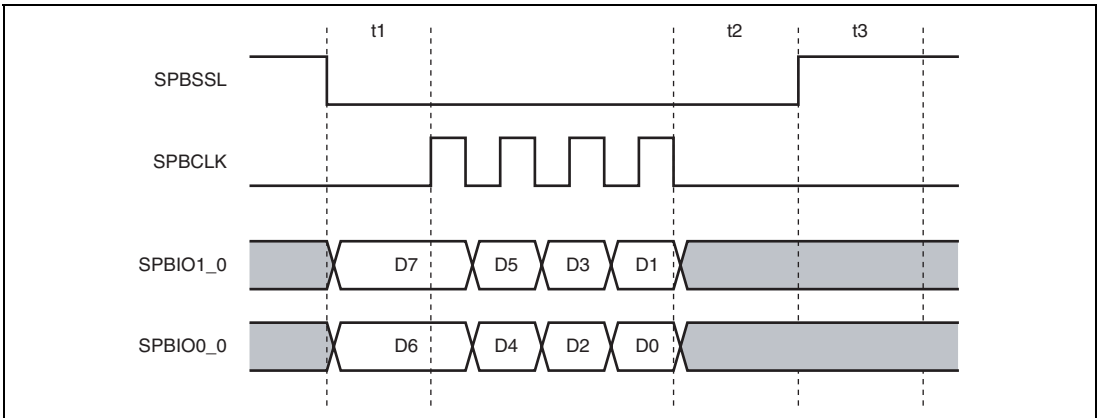 t1 t2 t3
SPBSSL
SPBCLK
SPBIO1_0 D7 D5 D3 D1
SPBIO0_0 D6 D4 D2 D0